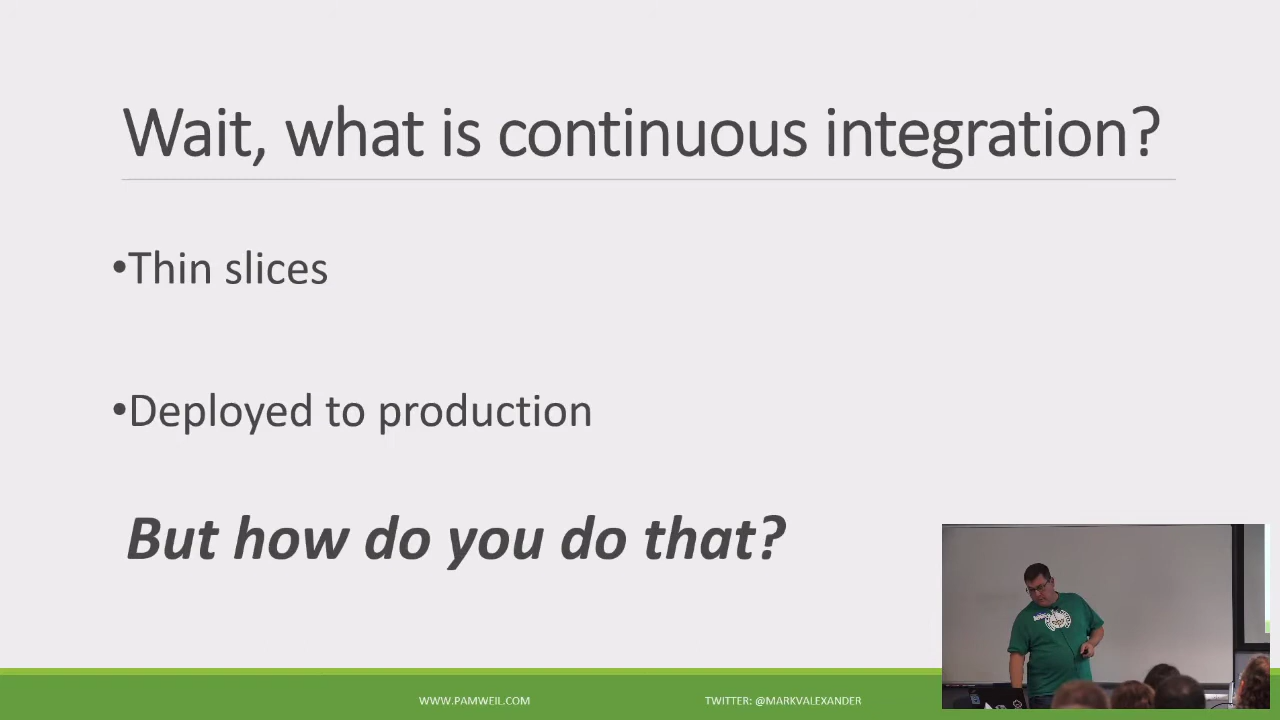 Wait, what is continuous integration?
•Thin slices
•Deployed to production
But how do you do that?
WWW.PAMWEIL.COM
TWITTER: @MARKVALEXANDER